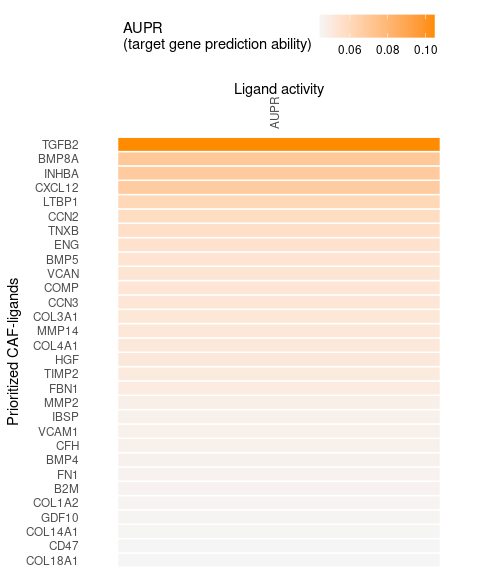 AUPR
(target gene prediction ability)
0.06 0.08 0.10
Ligand activity
AUPR
Prioritized CAF-ligands
TGFB2
BMP8A
INHBA
CXCL12
LTBP1
CCN2
TNXB
ENG
BMP5
VCAN
COMP
CCN3
COL3A1
MMP14
COL4A1
HGF
TIMP2
FBN1
MMP2
IBSP
VCAM1
CFH
BMP4
FN1
B2M
COL1A2
GDF10
COL14A1
CD47
COL18A1